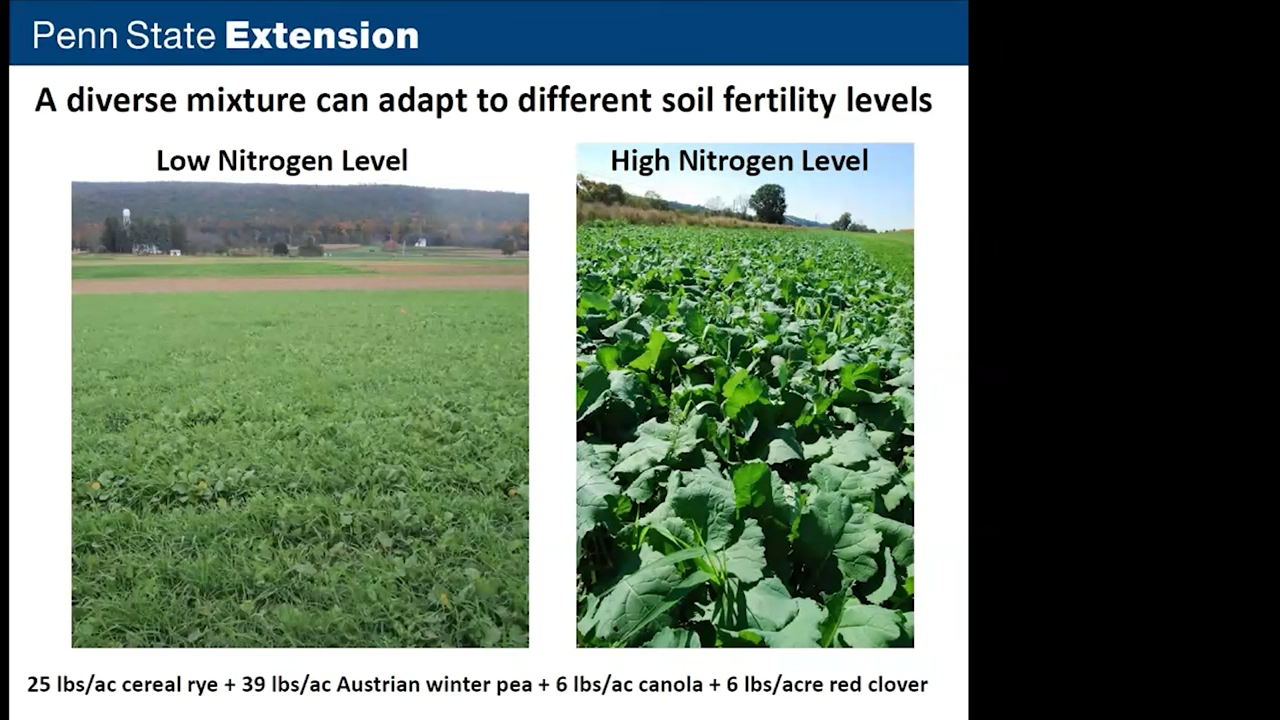 Penn State Extension
A diverse mixture can adapt to different soil fertility levels
Low Nitrogen Level
High Nitrogen Level
25 lbs/ac cereal rye + 39 lbs/ac Austrian winter pea + 6 lbs/ac canola + 6 lbs/acre red clover